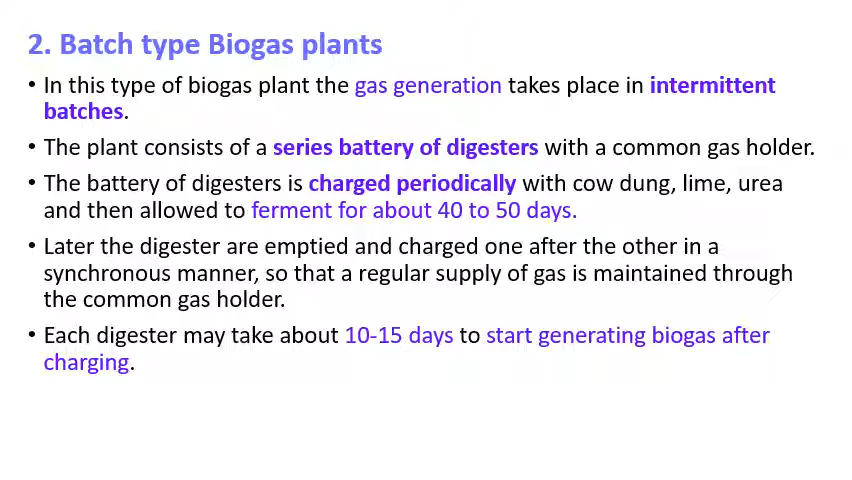 2. Batch type Biogas plants
• In this type of biogas plant the gas generation takes place in intermittent
batches.
• The plant consists of a series battery of digesters with a common gas holder.
• The battery of digesters is charged periodically with cow dung, lime, urea
and then allowed to ferment for about 40 to 50 days.
• Later the digester are emptied and charged one after the other in a
synchronous manner, so that a regular supply of gas is maintained through
the common gas holder.
• Each digester may take about 10-15 days to start generating biogas after
charging.